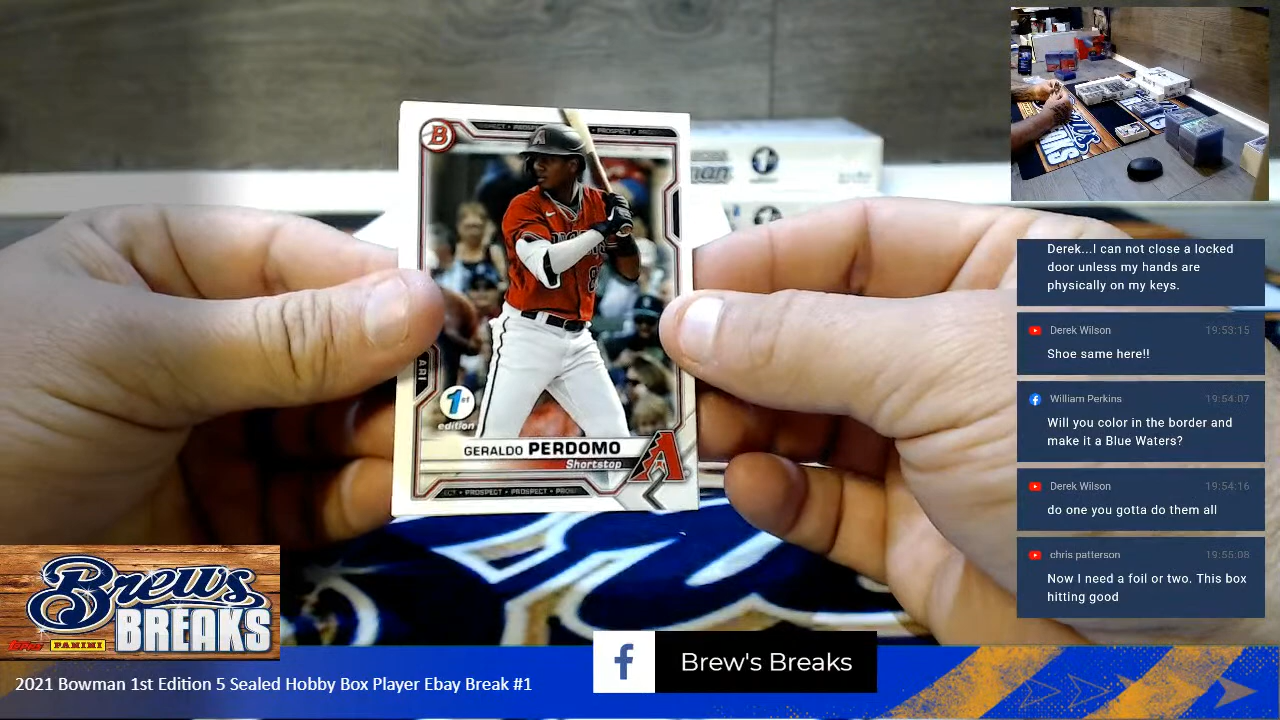 B
PROSPECT
1st
edition
ARI
GERALDO PERDOMO
Shortstop
PROSPECT • PROSPECT
A
Derek...I can not close a locked
door unless my hands are
physically on my keys.
Derek Wilson 19:53:15
Shoe same here!!
William Perkins 19:54:07
Will you color in the border and
make it a Blue Waters?
Derek Wilson 19:54:16
do one you gotta do them all
chris patterson 19:55:08
Now I need a foil or two. This box
hitting good
BREAKS
Brews
BREAKS
Topps PANINI
f Brew's Breaks
2021 Bowman 1st Edition 5 Sealed Hobby Box Player Ebay Break #1